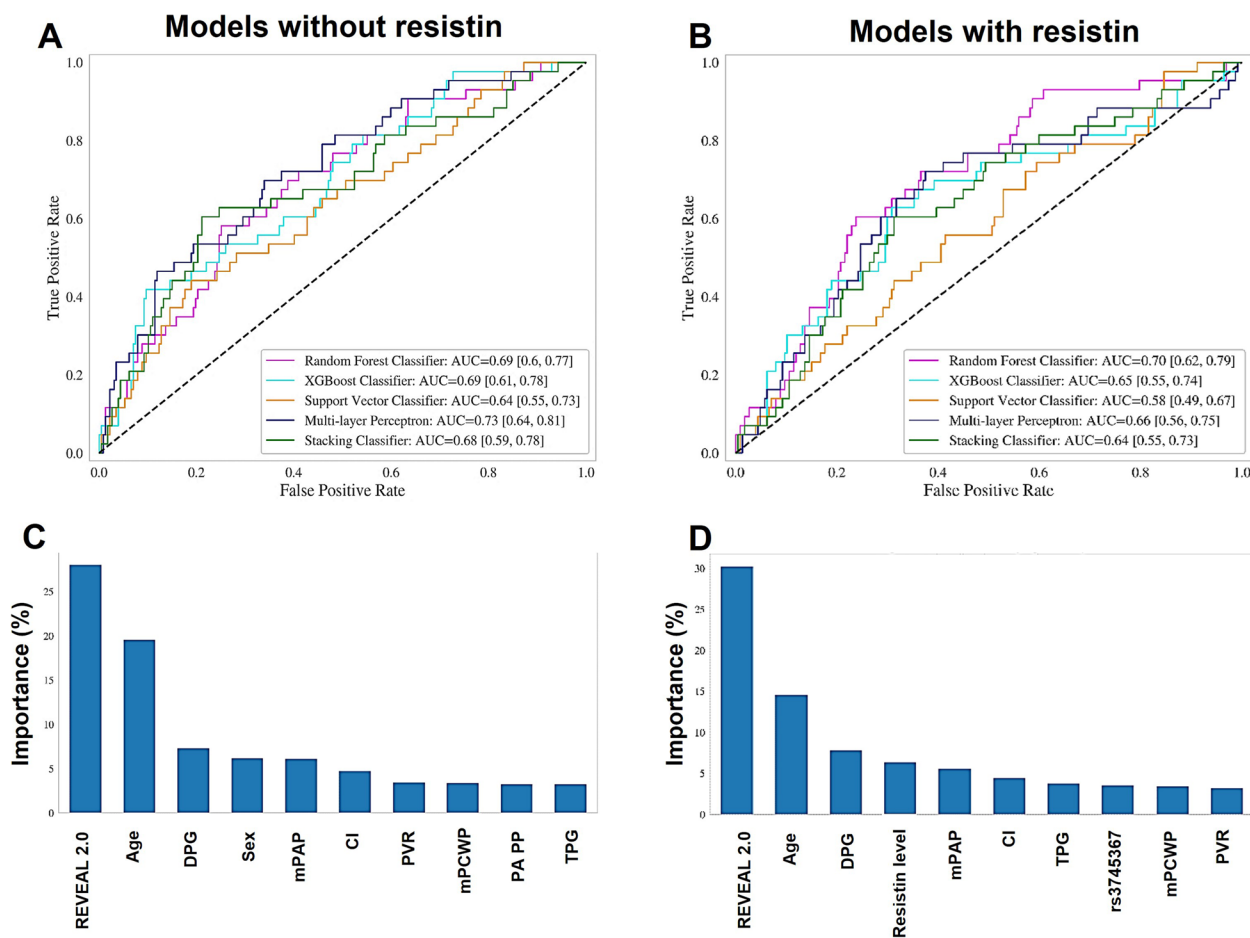 A
Models without resistin
True Positive Rate
1.0
0.8
0.6
0.4
0.2
0.0
Random Forest Classifier: AUC=0.69 [0.6, 0.77]
XGBoost Classifier: AUC=0.69 [0.61, 0.78]
Support Vector Classifier: AUC=0.64 [0.55, 0.73]
Multi-layer Perceptron: AUC=0.73 [0.64, 0.81]
Stacking Classifier: AUC=0.68 [0.59, 0.78]
0.0 0.2 0.4 0.6 0.8 1.0
False Positive Rate
B
Models with resistin
True Positive Rate
1.0
0.8
0.6
0.4
0.2
0.0
Random Forest Classifier: AUC=0.70 [0.62, 0.79]
XGBoost Classifier: AUC=0.65 [0.55, 0.74]
Support Vector Classifier: AUC=0.58 [0.49, 0.67]
Multi-layer Perceptron: AUC=0.66 [0.56, 0.75]
Stacking Classifier: AUC=0.64 [0.55, 0.73]
0.0 0.2 0.4 0.6 0.8 1.0
False Positive Rate
C
Importance (%)
25
20
15
10
5
0
REVEAL 2.0
Age
DPG
Sex
mPAP
CI
PVR
mPCWP
PA PP
TPG
D
Importance (%)
30
25
20
15
10
5
0
REVEAL 2.0
Age
DPG
Resistin level
mPAP
CI
TPG
rs3745367
mPCWP
PVR